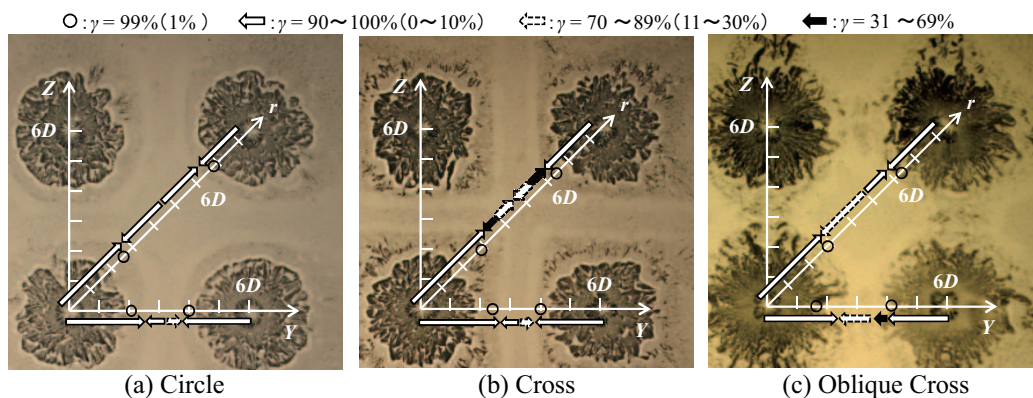 ○ : γ = 99%(1%) ⇦ : γ = 90～100%(0～10%) ⇦ : γ = 70 ～89%(11～30%) ⬅ : γ = 31 ～69%
Z r
6D
6D
6D
Y
Z r
6D
6D
6D
Y
Z r
6D
6D
6D
Y
(a) Circle (b) Cross (c) Oblique Cross